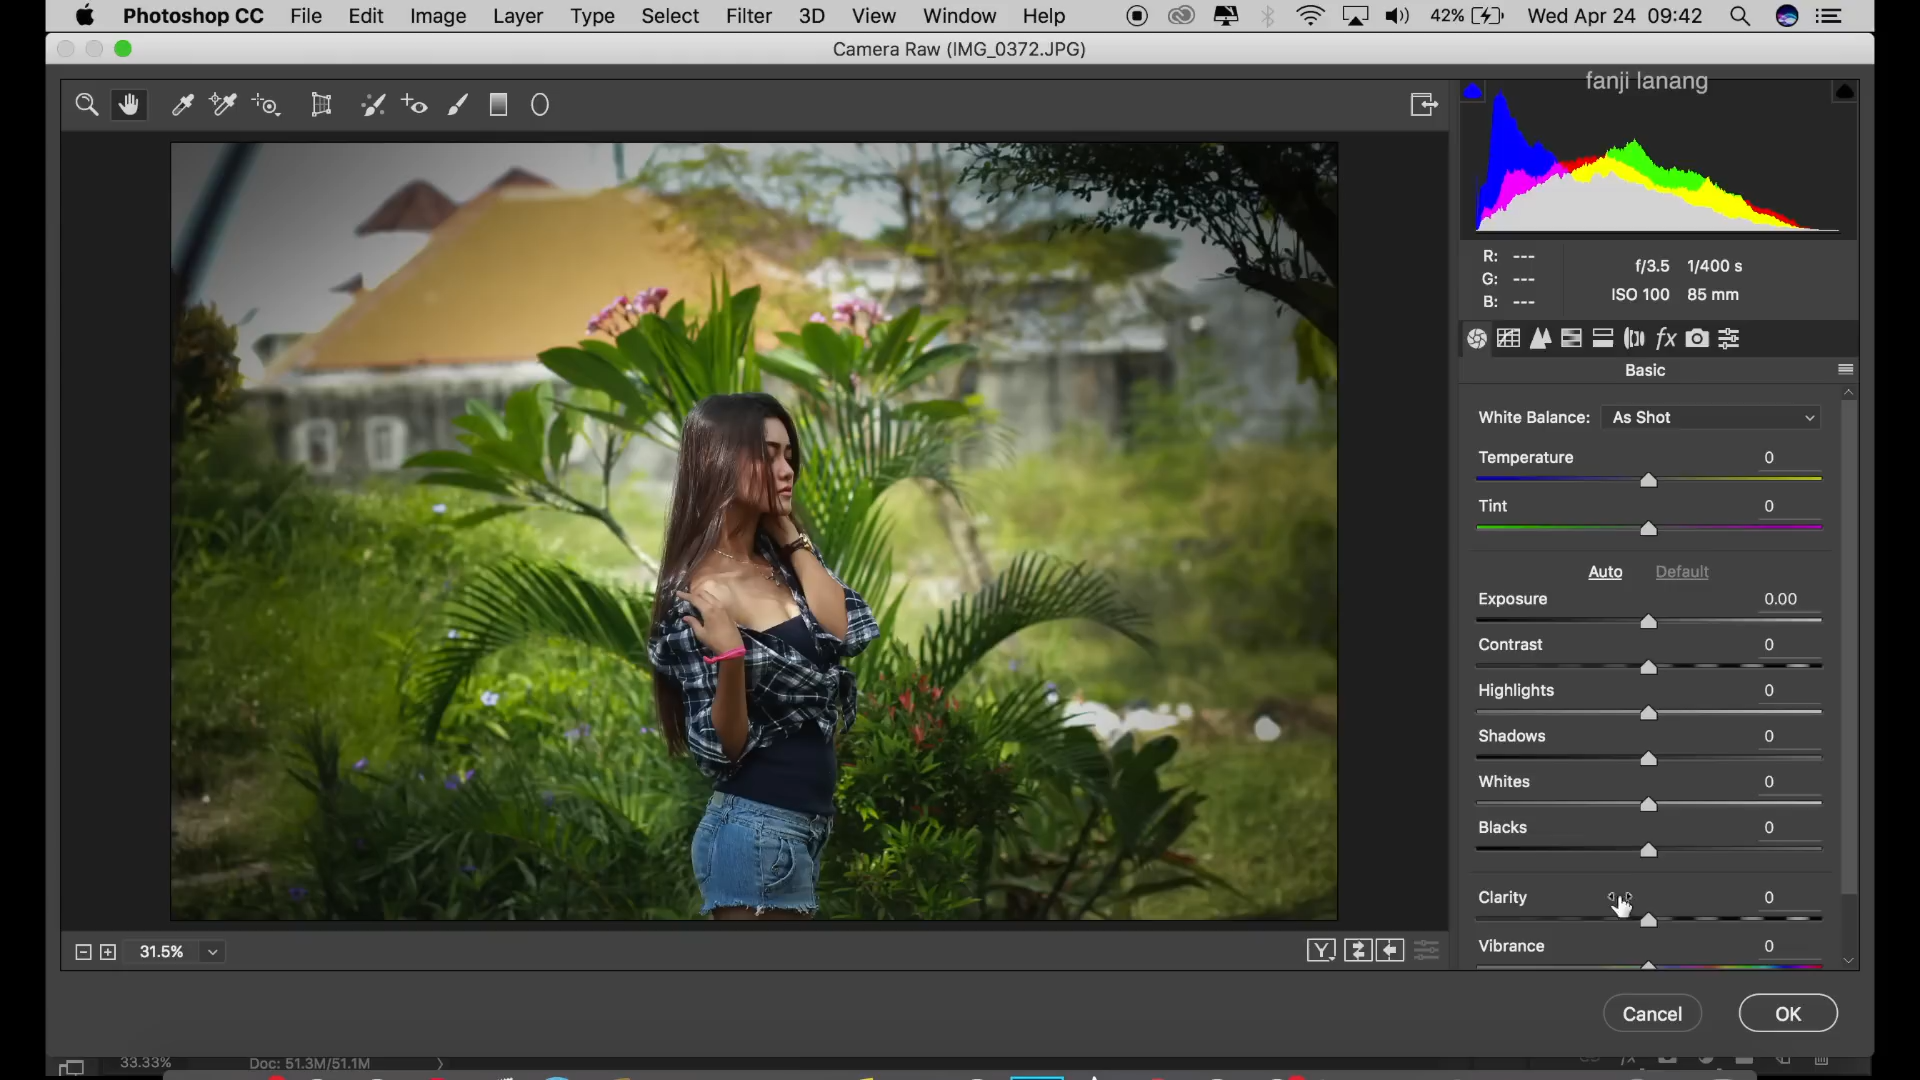 Photoshop CC File Edit Image Layer Type Select Filter 3D View Window Help 42% Wed Apr 24 09:42
Camera Raw (IMG_0372.JPG)
fanji lanang
R: ---
G: ---
B: ---
f/3.5 1/400 s
ISO 100 85 mm
fx
Basic
White Balance: As Shot
Temperature 0
Tint 0
Auto Default
Exposure 0.00
Contrast 0
Highlights 0
Shadows 0
Whites 0
Blacks 0
Clarity 0
Vibrance 0
31.5%
Y
Cancel OK
33.33% Doc: 51.3M/51.1M